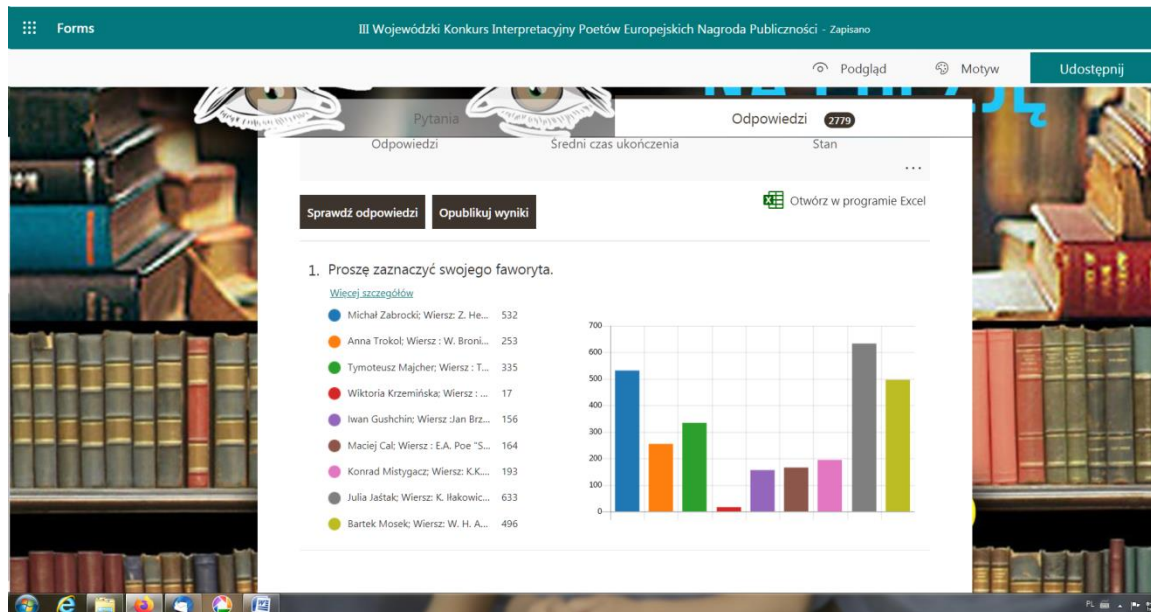 Forms
III Wojewódzki Konkurs Interpretacyjny Poetów Europejskich Nagroda Publiczności - Zapisano
Podgląd Motyw Udostępnij
Pytania Odpowiedzi 2779
Odpowiedzi Średni czas ukończenia Stan
...
Sprawdź odpowiedzi Opublikuj wyniki Otwórz w programie Excel
1. Proszę zaznaczyć swojego faworyta.
Więcej szczegółów
Michał Zabrocki; Wiersz: Z. He... 532
Anna Trokol; Wiersz : W. Broni... 253
Tymoteusz Majcher; Wiersz : T... 335
Wiktoria Krzemińska; Wiersz : ... 17
Iwan Gushchin; Wiersz :Jan Brz... 156
Maciej Cal; Wiersz : E.A. Poe "S... 164
Konrad Mistygacz; Wiersz: K.K.... 193
Julia Jaśtak; Wiersz: K. Iłakowic... 633
Bartek Mosek; Wiersz: W. H. A... 496
700
600
500
400
300
200
100
0
PL